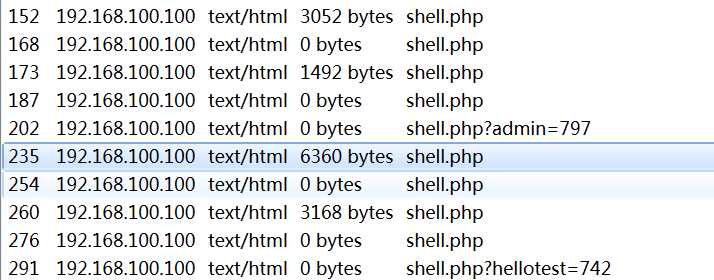 152 192.168.100.100 text/html 3052 bytes shell.php
168 192.168.100.100 text/html 0 bytes shell.php
173 192.168.100.100 text/html 1492 bytes shell.php
187 192.168.100.100 text/html 0 bytes shell.php
202 192.168.100.100 text/html 0 bytes shell.php?admin=797
235 192.168.100.100 text/html 6360 bytes shell.php
254 192.168.100.100 text/html 0 bytes shell.php
260 192.168.100.100 text/html 3168 bytes shell.php
276 192.168.100.100 text/html 0 bytes shell.php
291 192.168.100.100 text/html 0 bytes shell.php?hellotest=742